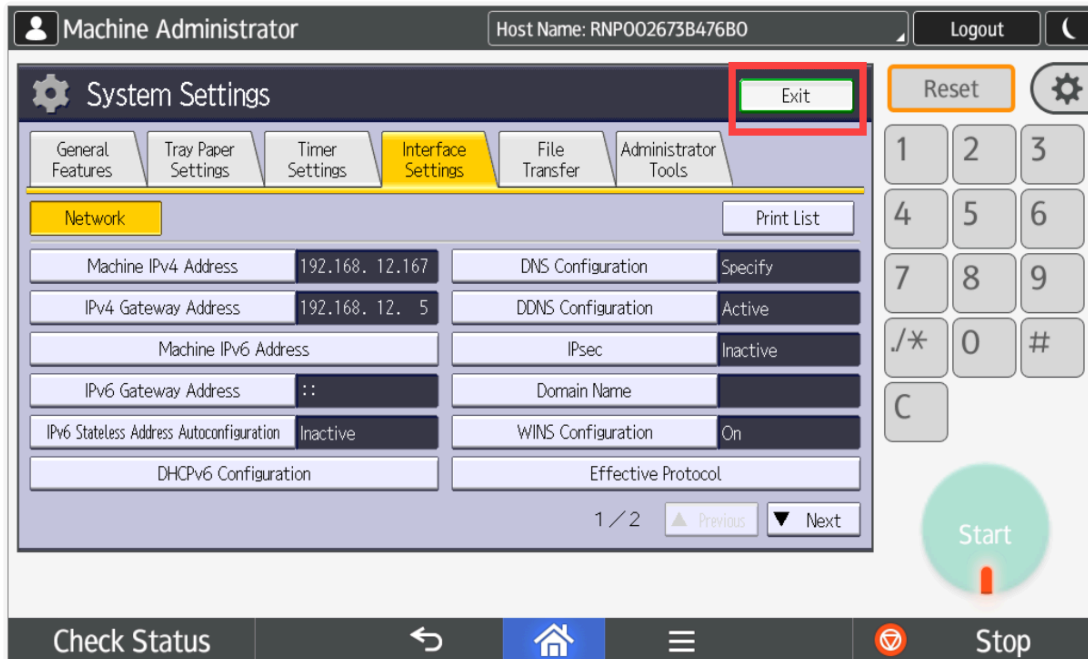 Machine Administrator
Host Name: RNP002673B476B0
Logout
System Settings
Exit
Reset
General Features
Tray Paper Settings
Timer Settings
Interface Settings
File Transfer
Administrator Tools
Network
Print List
Machine IPv4 Address 192.168. 12.167
DNS Configuration Specify
IPv4 Gateway Address 192.168. 12. 5
DDNS Configuration Active
Machine IPv6 Address
IPsec Inactive
IPv6 Gateway Address ::
Domain Name
IPv6 Stateless Address Autoconfiguration Inactive
WINS Configuration On
DHCPv6 Configuration
Effective Protocol
1/2 ▲ Previous ▼ Next
1 2 3
4 5 6
7 8 9
./* 0 #
C
Start
Check Status
Stop